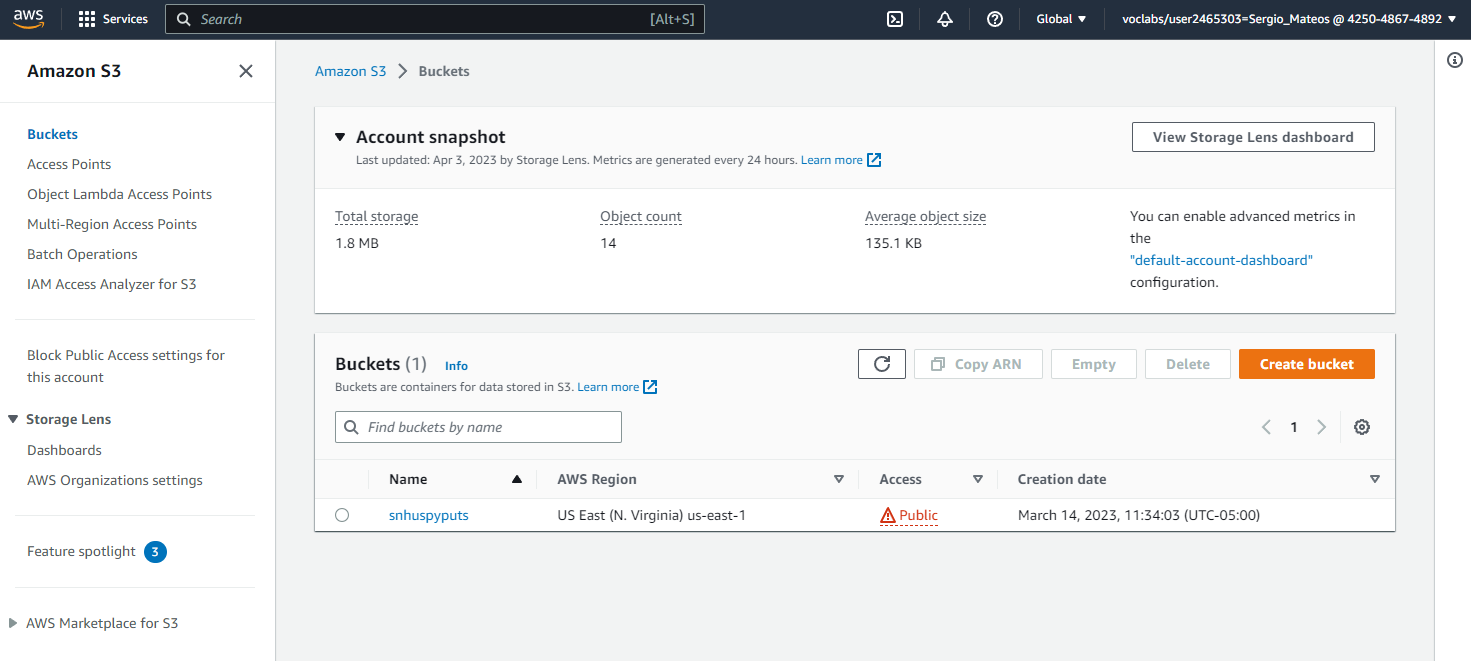 aws
Services
Search [Alt+S]
Global
voclabs/user2465303=Sergio_Mateos @ 4250-4867-4892
Amazon S3
Buckets
Access Points
Object Lambda Access Points
Multi-Region Access Points
Batch Operations
IAM Access Analyzer for S3
Block Public Access settings for
this account
Storage Lens
Dashboards
AWS Organizations settings
Feature spotlight 3
AWS Marketplace for S3
Amazon S3 > Buckets
Account snapshot
Last updated: Apr 3, 2023 by Storage Lens. Metrics are generated every 24 hours. Learn more
View Storage Lens dashboard
Total storage
1.8 MB
Object count
14
Average object size
135.1 KB
You can enable advanced metrics in
the
"default-account-dashboard"
configuration.
Buckets (1) Info
Buckets are containers for data stored in S3. Learn more
Copy ARN
Empty
Delete
Create bucket
Find buckets by name
1
Name AWS Region Access Creation date
snhuspyputs US East (N. Virginia) us-east-1 Public March 14, 2023, 11:34:03 (UTC-05:00)